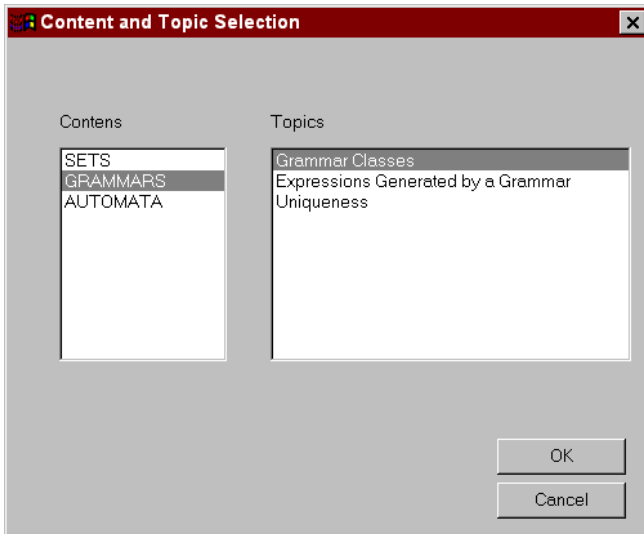 Content and Topic Selection
Contens
Topics
SETS
GRAMMARS
AUTOMATA
Grammar Classes
Expressions Generated by a Grammar
Uniqueness
OK
Cancel